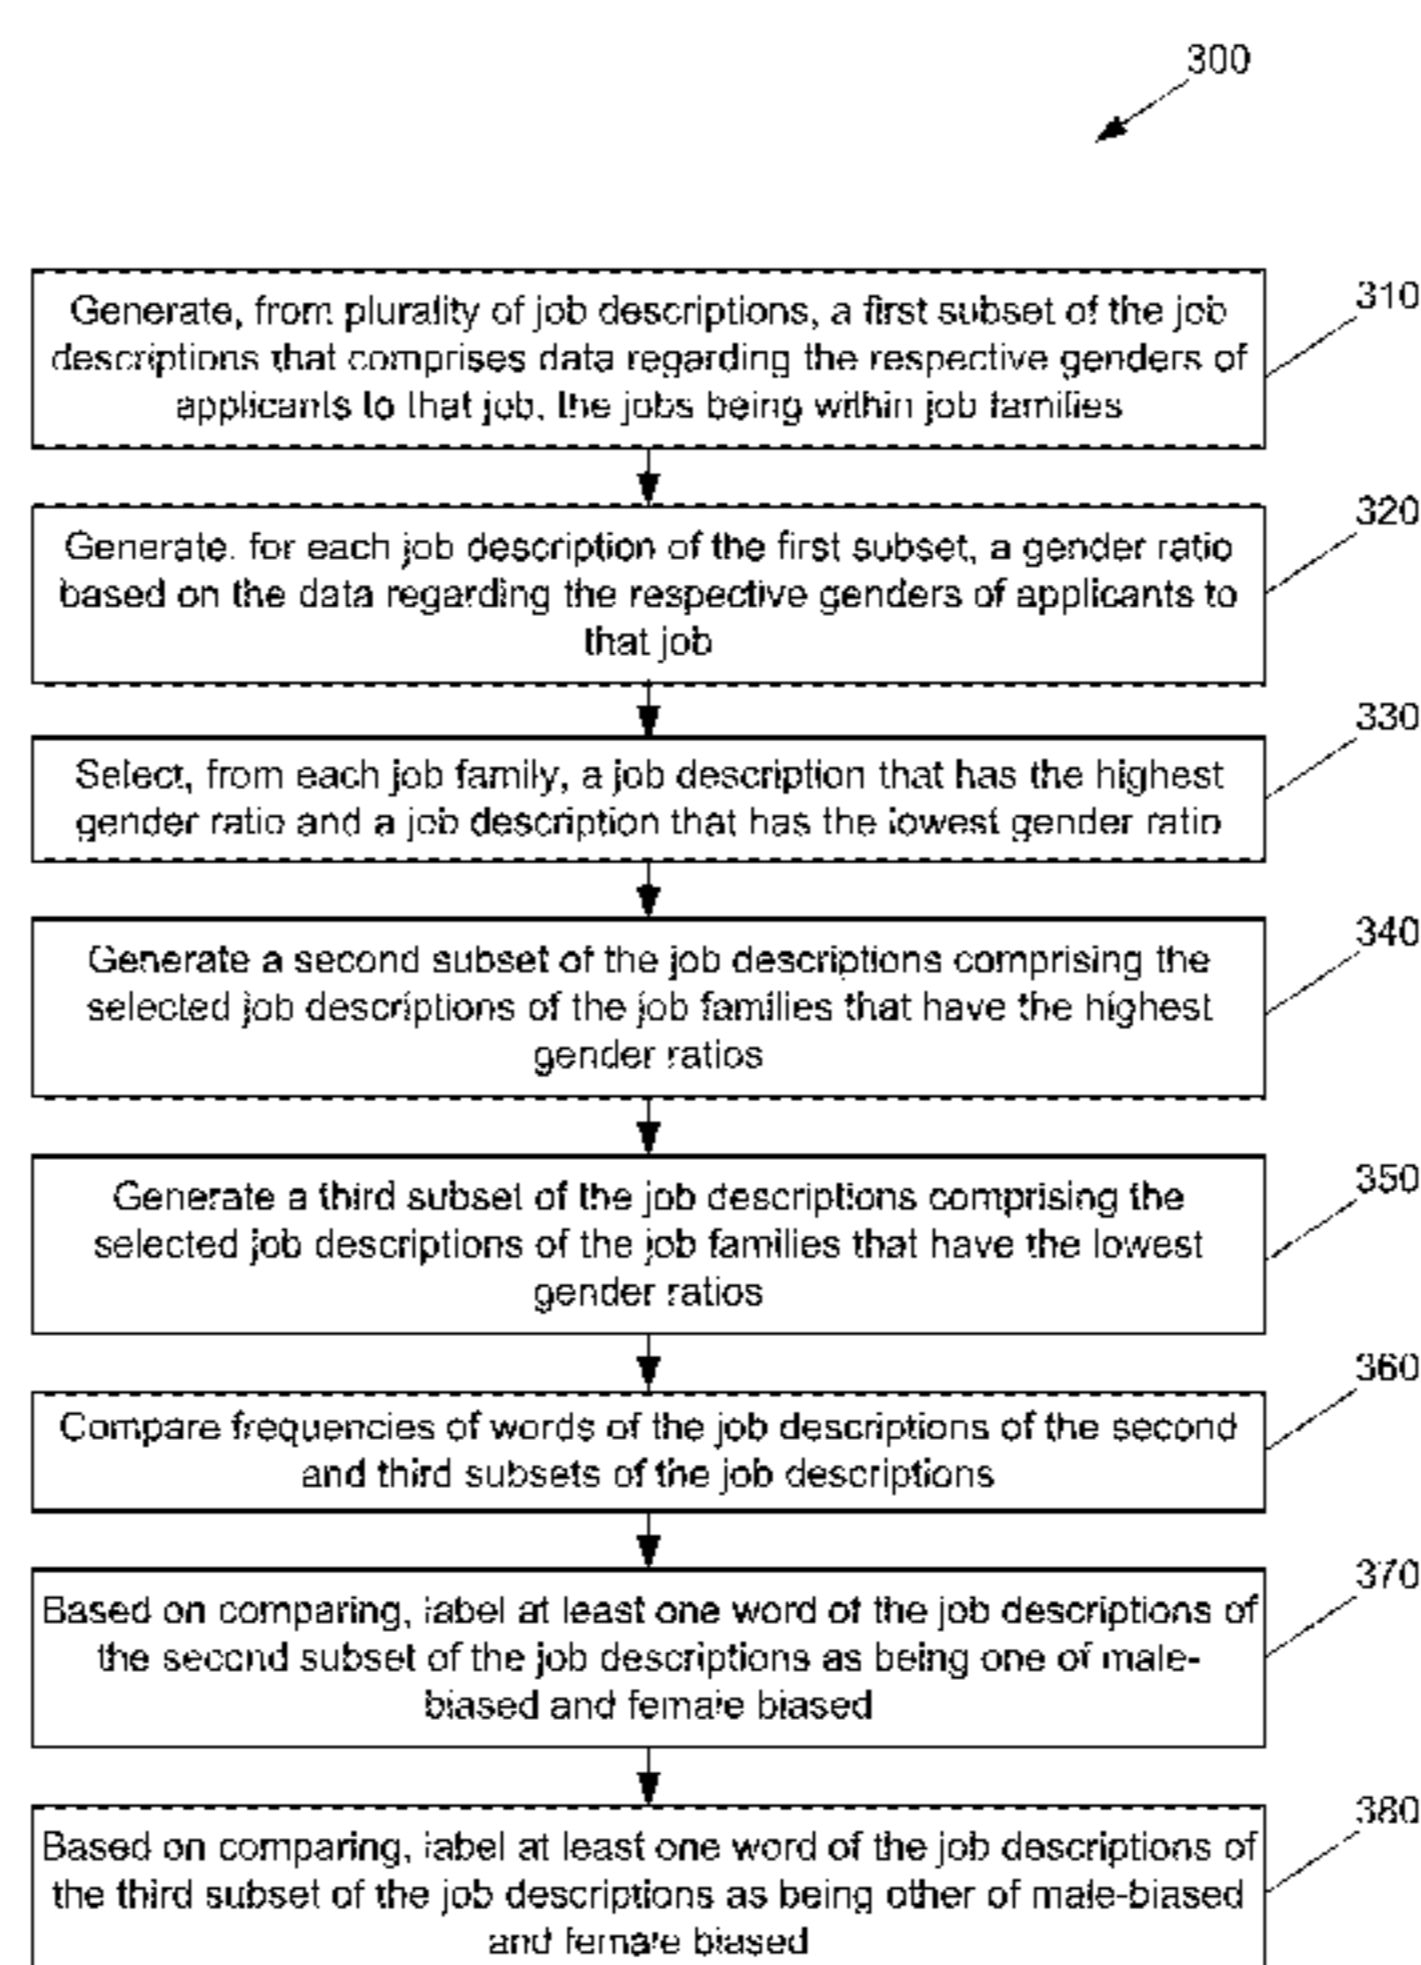 300
Generate, from plurality of job descriptions, a first subset of the job
descriptions that comprises data regarding the respective genders of
applicants to that job, the jobs being within job families
310
Generate, for each job description of the first subset, a gender ratio
based on the data regarding the respective genders of applicants to
that job
320
Select, from each job family, a job description that has the highest
gender ratio and a job description that has the lowest gender ratio
330
Generate a second subset of the job descriptions comprising the
selected job descriptions of the job families that have the highest
gender ratios
340
Generate a third subset of the job descriptions comprising the
selected job descriptions of the job families that have the lowest
gender ratios
350
Compare frequencies of words of the job descriptions of the second
and third subsets of the job descriptions
360
Based on comparing, label at least one word of the job descriptions of
the second subset of the job descriptions as being one of male-
biased and female biased
370
Based on comparing, label at least one word of the job descriptions of
the third subset of the job descriptions as being other of male-biased
and female biased
380